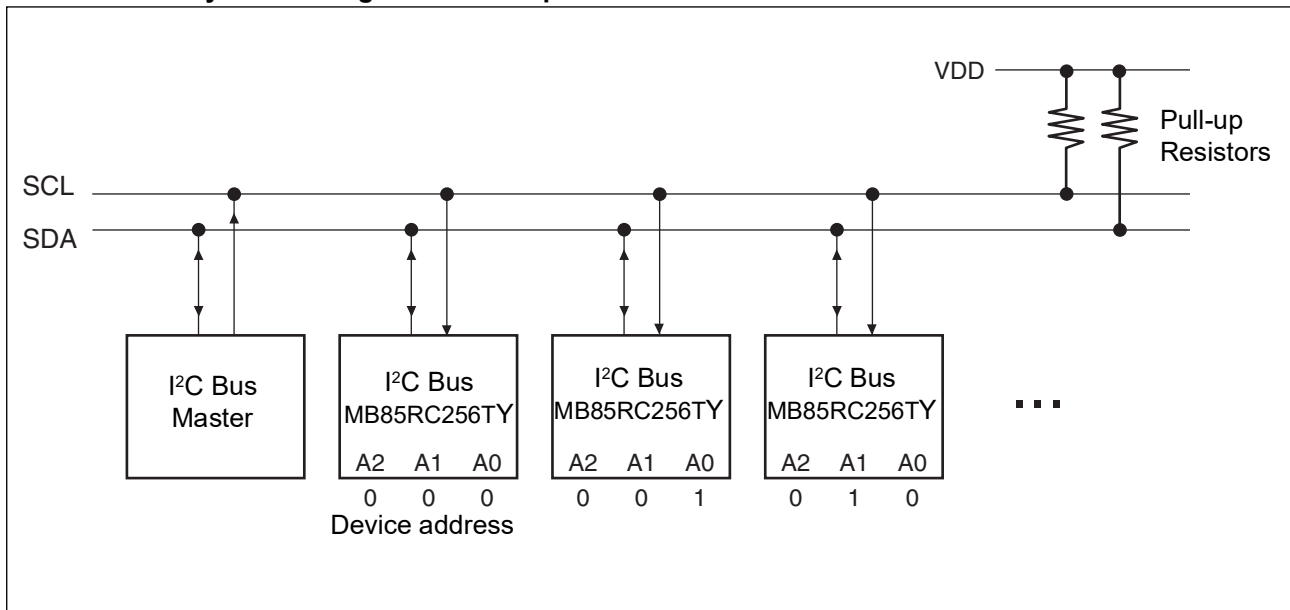 VDD
Pull-up
Resistors
SCL
SDA
I²C Bus
Master
I²C Bus
MB85RC256TY
A2 A1 A0
0 0 0
Device address
I²C Bus
MB85RC256TY
A2 A1 A0
0 0 1
I²C Bus
MB85RC256TY
A2 A1 A0
0 1 0
...